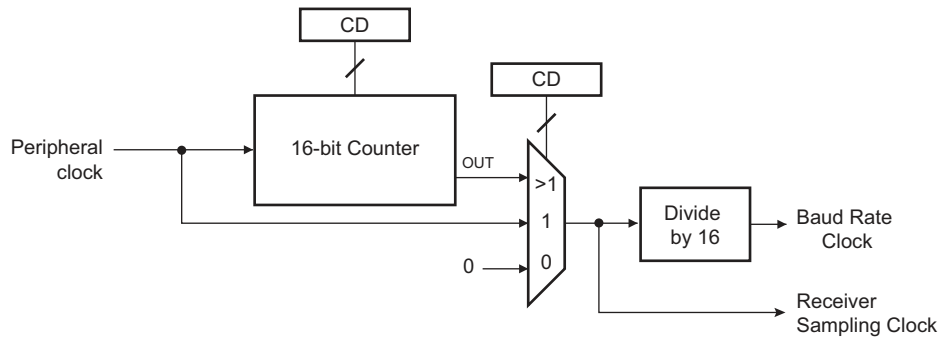 CD
CD
Peripheral
clock
16-bit Counter
OUT
>1
1
0
0
Divide
by 16
Baud Rate
Clock
Receiver
Sampling Clock